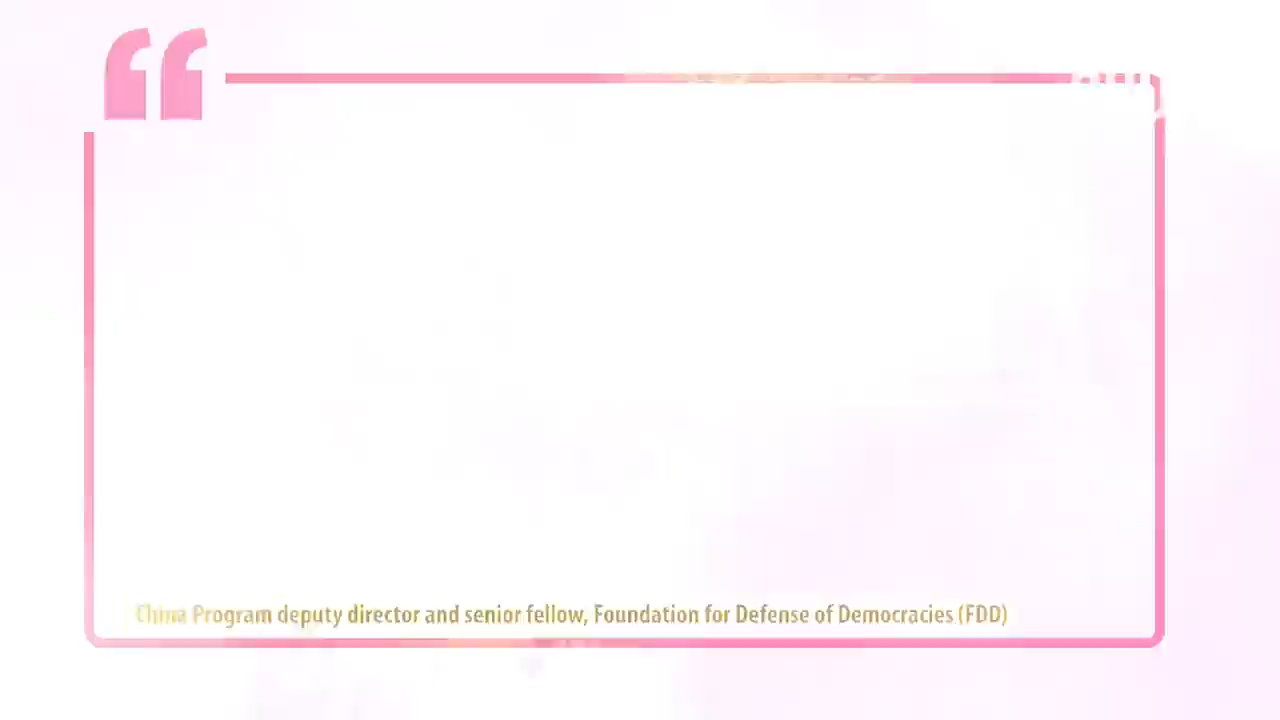 China Program deputy director and senior fellow, Foundation for Defense of Democracies (FDD)